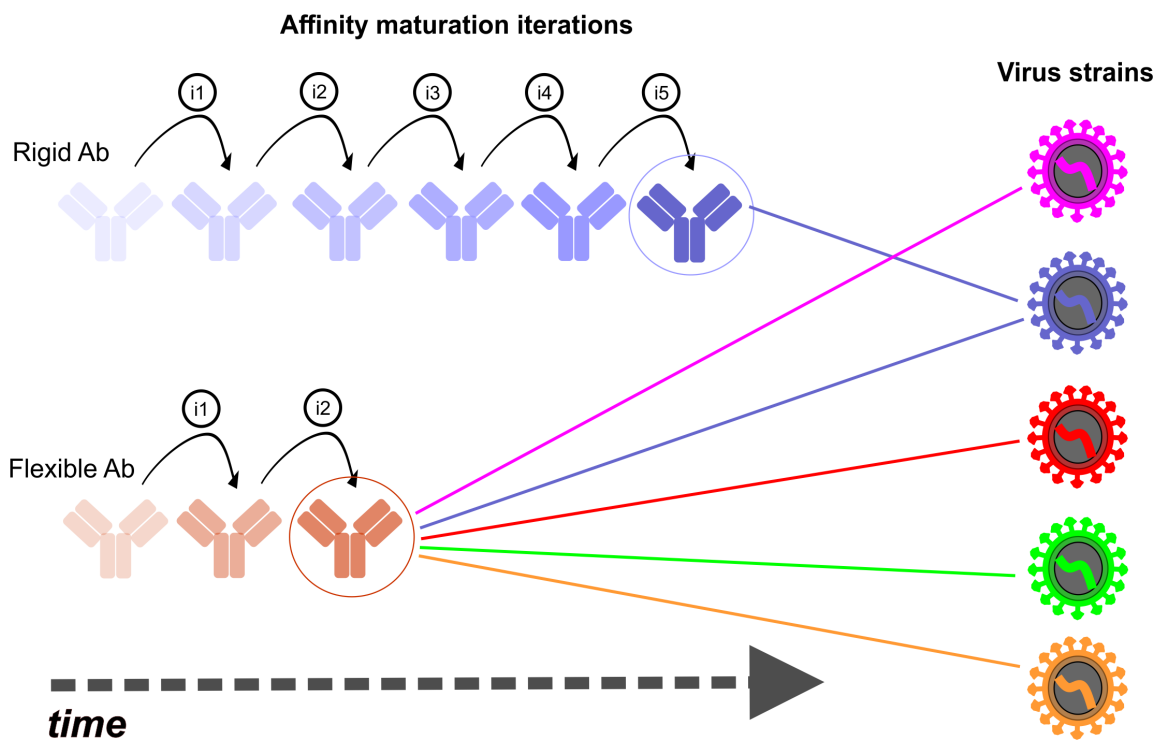 Affinity maturation iterations
Virus strains
i1
i2
i3
i4
i5
Rigid Ab
i1
i2
Flexible Ab
time